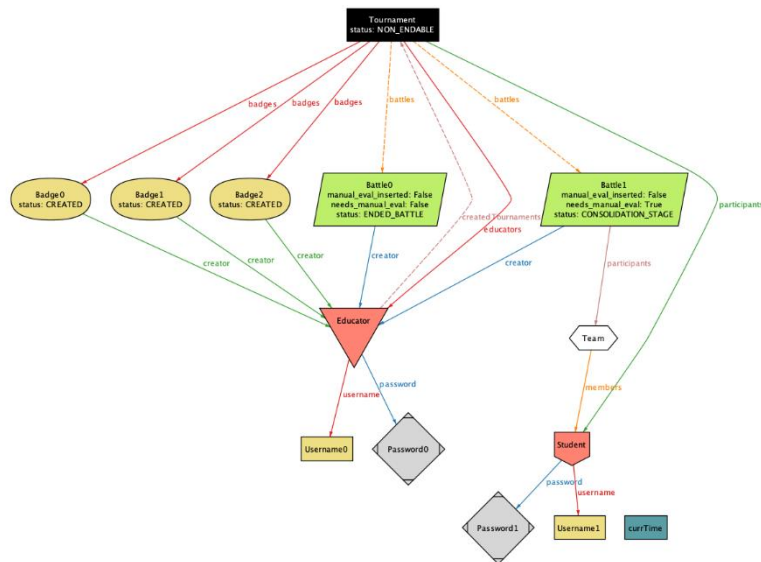 Tournament
status: NON_ENDABLE
badges
badges
badges
battles
battles
Badge0
status: CREATED
Badge1
status: CREATED
Badge2
status: CREATED
Battle0
manual_eval_inserted: False
needs_manual_eval: False
status: ENDED_BATTLE
Battle1
manual_eval_inserted: False
needs_manual_eval: True
status: CONSOLIDATION_STAGE
participants
createdTournaments
educators
creator
creator
creator
creator
creator
participants
Educator
Team
password
username
members
Username0
Password0
Student
password
username
Password1
Username1
currTime